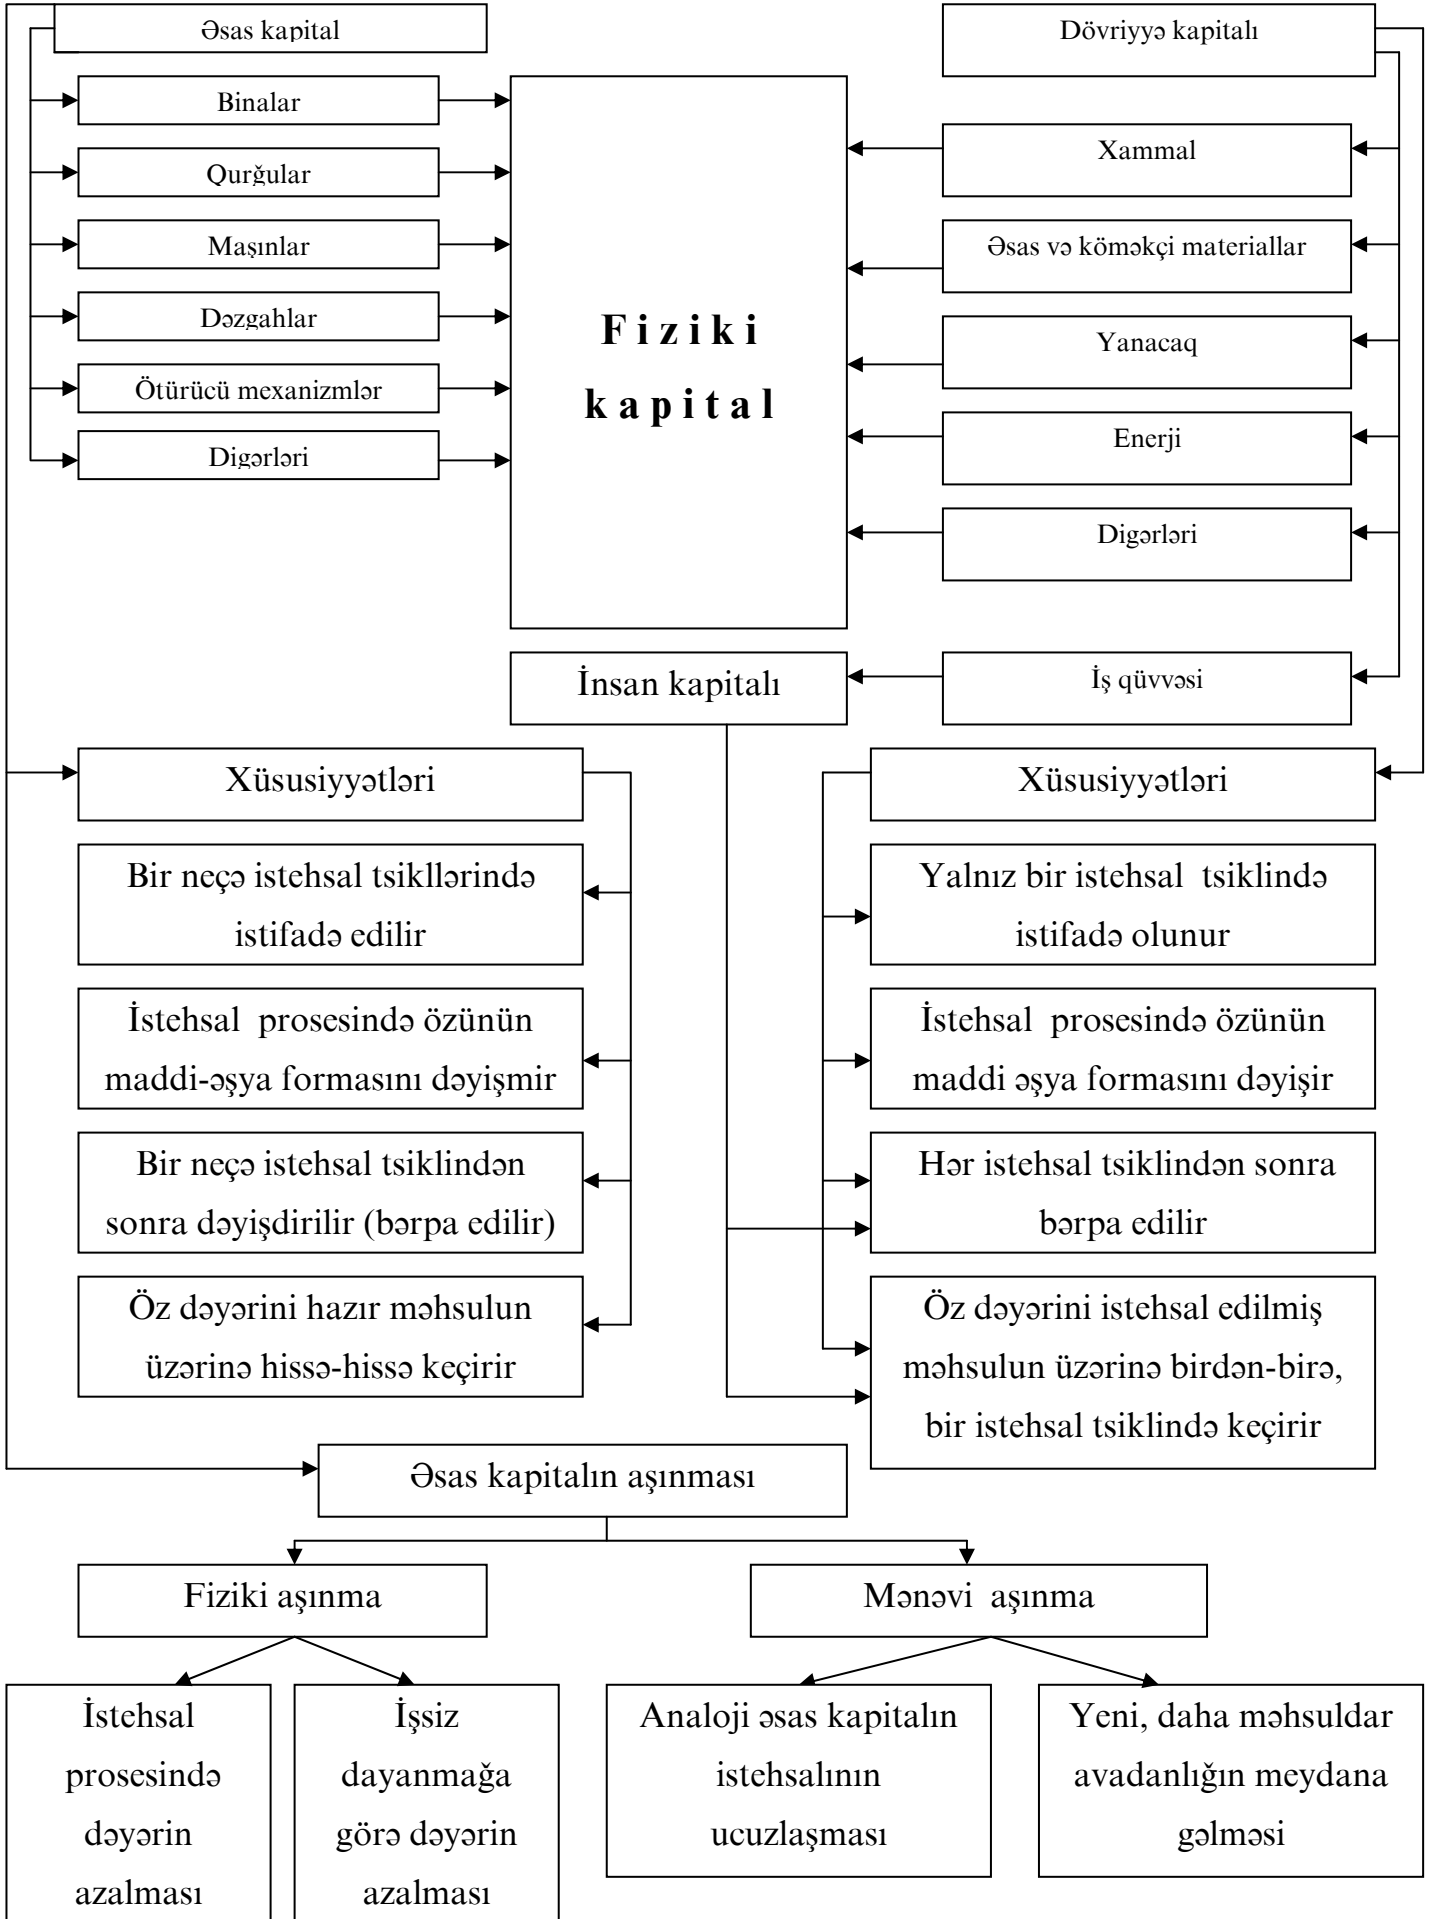 Əsas kapital
Dövriyyə kapitalı
Binalar
Qurğular
Maşınlar
Dəzgahlar
Ötürücü mexanizmlər
Digərləri
Fiziki
kapital
Xammal
Əsas və köməkçi materiallar
Yanacaq
Enerji
Digərləri
İnsan kapitalı
İş qüvvəsi
Xüsusiyyətləri
Bir neçə istehsal tsikllərində
istifadə edilir
İstehsal prosesində özünün
maddi-əşya formasını dəyişmir
Bir neçə istehsal tsiklindən
sonra dəyişdirilir (bərpa edilir)
Öz dəyərini hazır məhsulun
üzərinə hissə-hissə keçirir
Xüsusiyyətləri
Yalnız bir istehsal tsiklində
istifadə olunur
İstehsal prosesində özünün
maddi əşya formasını dəyişir
Hər istehsal tsiklindən sonra
bərpa edilir
Öz dəyərini istehsal edilmiş
məhsulun üzərinə birdən-birə,
bir istehsal tsiklində keçirir
Əsas kapitalın aşınması
Fiziki aşınma
Mənəvi aşınma
İstehsal
prosesində
dəyərin
azalması
İşsiz
dayanmağa
görə dəyərin
azalması
Analoji əsas kapitalın
istehsalının
ucuzlaşması
Yeni, daha məhsuldar
avadanlığın meydana
gəlməsi